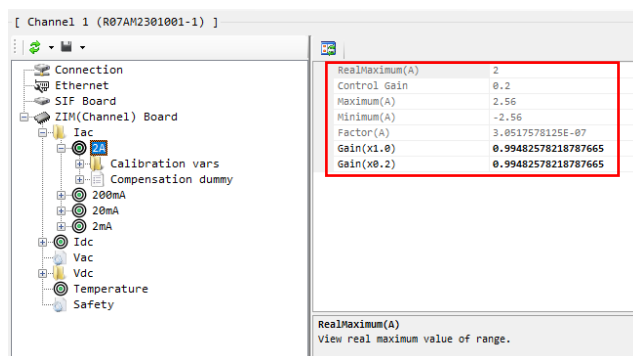 [ Channel 1 (R07AM2301001-1) ]
Connection
Ethernet
SIF Board
ZIM(Channel) Board
Iac
2A
Calibration vars
Compensation dummy
200mA
20mA
2mA
Idc
Vac
Vdc
Temperature
Safety
RealMaximum(A) 2
Control Gain 0.2
Maximum(A) 2.56
Minimum(A) -2.56
Factor(A) 3.0517578125E-07
Gain(x1.0) 0.99482578218787665
Gain(x0.2) 0.99482578218787665
RealMaximum(A)
View real maximum value of range.